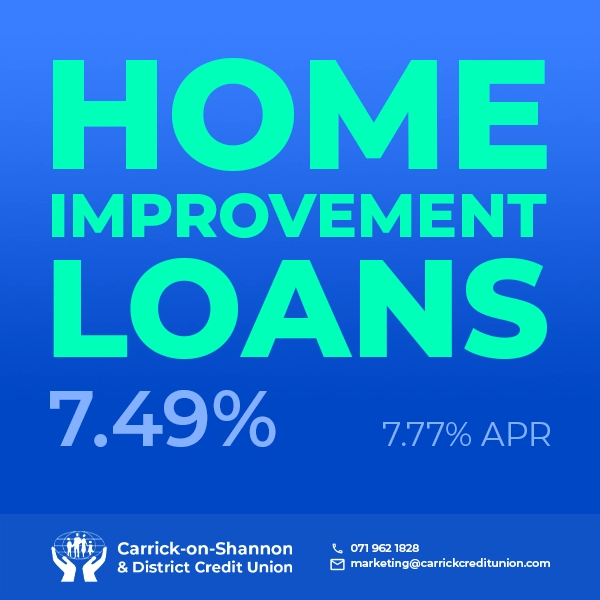 HOME
IMPROVEMENT
LOANS
7.49%
7.77% APR
Carrick-on-Shannon
& District Credit Union
071 962 1828
marketing@carrickcreditunion.com